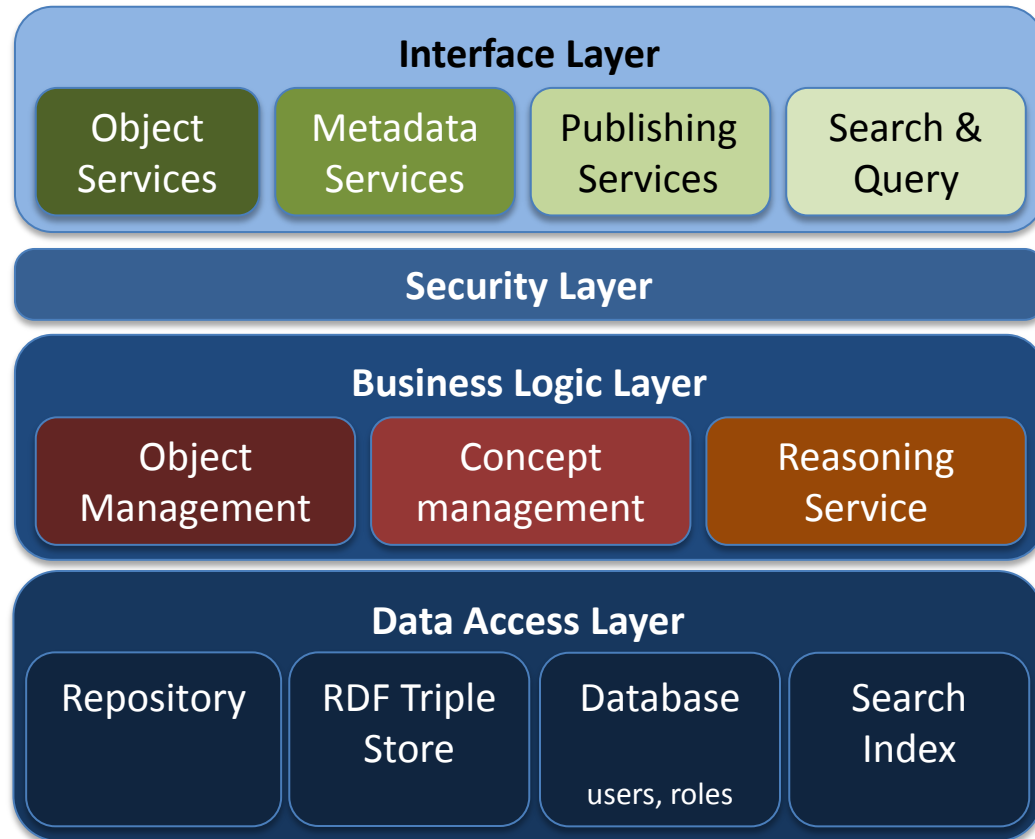 Interface Layer
Object
Services
Metadata
Services
Publishing
Services
Search &
Query
Security Layer
Business Logic Layer
Object
Management
Concept
management
Reasoning
Service
Data Access Layer
Repository
RDF Triple
Store
Database
users, roles
Search
Index